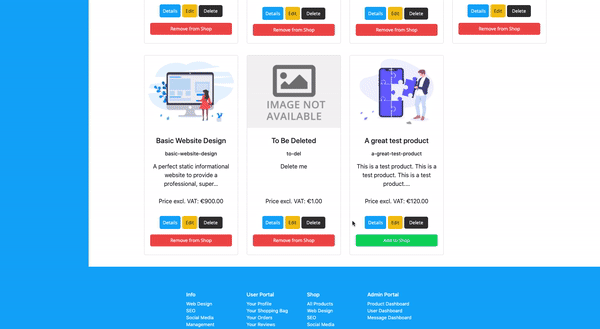 Details Edit Delete Details Edit Delete Details Edit Delete Details Edit Delete
Remove from Shop Remove from Shop Remove from Shop Remove from Shop
Basic Website Design
basic-website-design
A perfect static informational
website to provide a
professional, super...
Price excl. VAT: €900.00
Details Edit Delete
Remove from Shop
IMAGE NOT
AVAILABLE
To Be Deleted
to-del
Delete me
Price excl. VAT: €1.00
Details Edit Delete
Remove from Shop
A great test product
a-great-test-product
This is a test product. This is a
test product. This is a test
product....
Price excl. VAT: €120.00
Details Edit Delete
Add to Shop
Info
Web Design
SEO
Social Media
Management
User Portal
Your Profile
Your Shopping Bag
Your Orders
Your Reviews
Shop
All Products
Web Design
SEO
Social Media
Admin Portal
Product Dashboard
User Dashboard
Message Dashboard